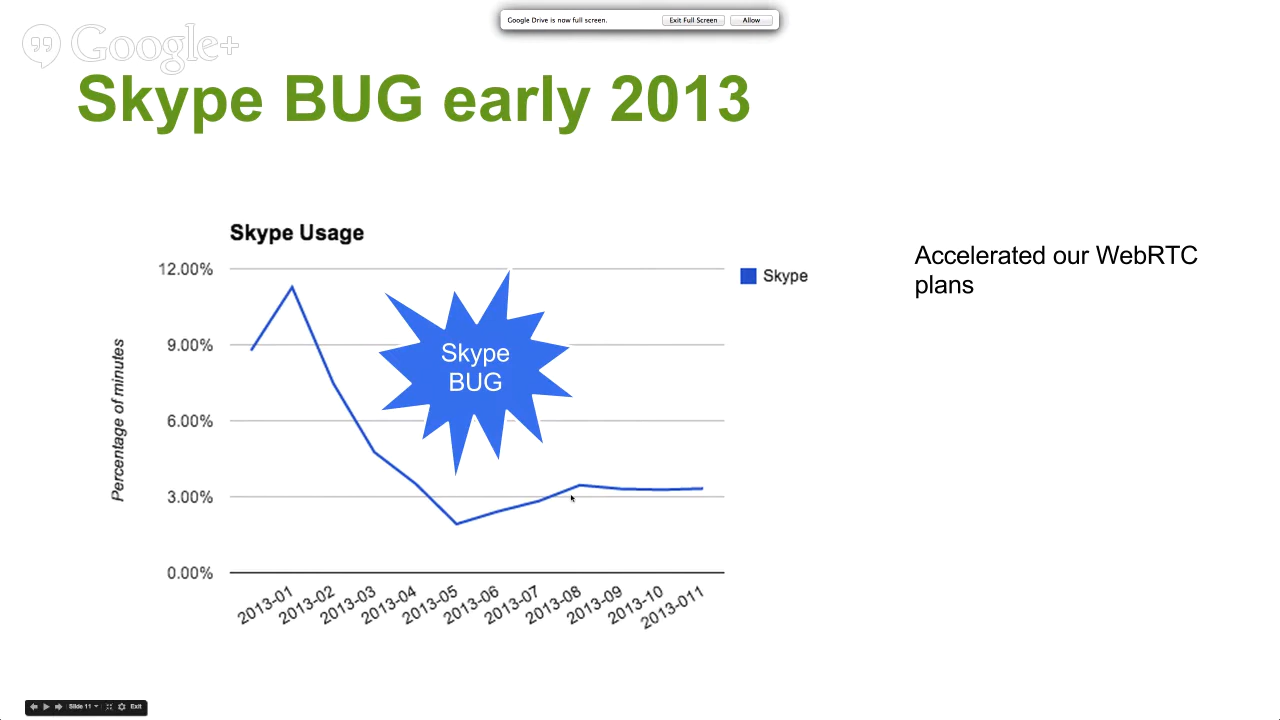 Google Drive is now full screen. Exit Full Screen Allow
Google+
Skype BUG early 2013
Skype Usage
Accelerated our WebRTC
plans
12.00%
9.00%
6.00%
3.00%
0.00%
Percentage of minutes
Skype
Skype
BUG
2013-01
2013-02
2013-03
2013-04
2013-05
2013-06
2013-07
2013-08
2013-09
2013-10
2013-011
Slide 11 Exit